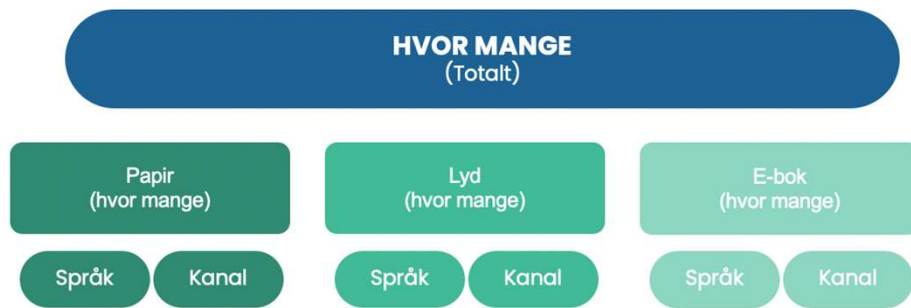 HVOR MANGE
(Totalt)
Papir
(hvor mange)
Lyd
(hvor mange)
E-bok
(hvor mange)
Språk
Kanal
Språk
Kanal
Språk
Kanal